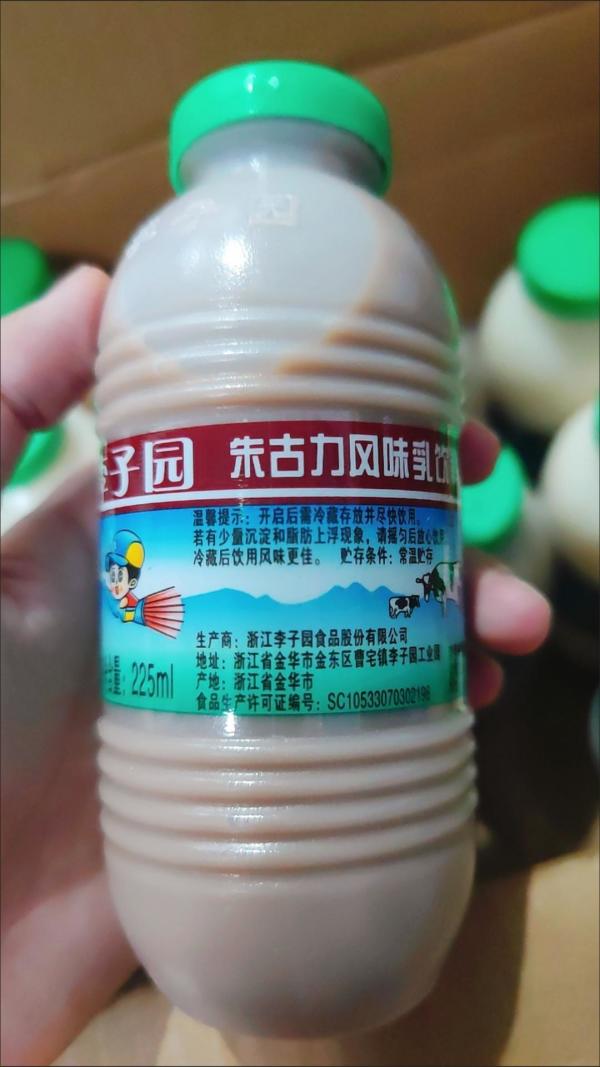 子园 朱古力风味乳饮
温馨提示：开启后需冷藏存放并尽快饮用。
若有少量沉淀和脂肪上浮现象，请摇匀后放心饮用
冷藏后饮用风味更佳。 贮存条件：常温贮存
生产商：浙江李子园食品股份有限公司
地址：浙江省金华市金东区曹宅镇李子园工业园
产地：浙江省金华市
225ml
食品生产许可证编号：SC10533070302196